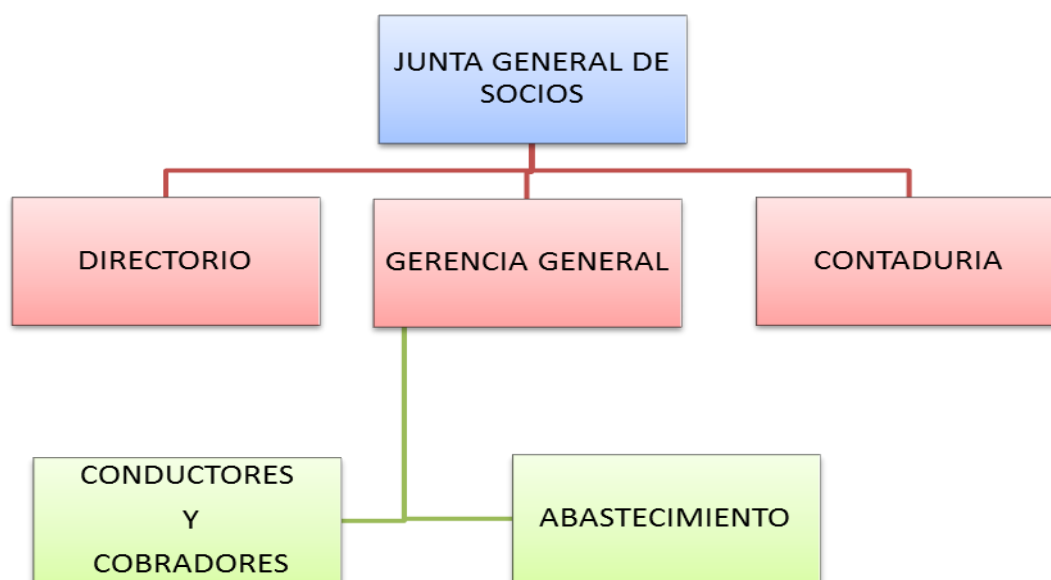 JUNTA GENERAL DE
SOCIOS
DIRECTORIO
GERENCIA GENERAL
CONTADURIA
CONDUCTORES
Y
COBRADORES
ABASTECIMIENTO